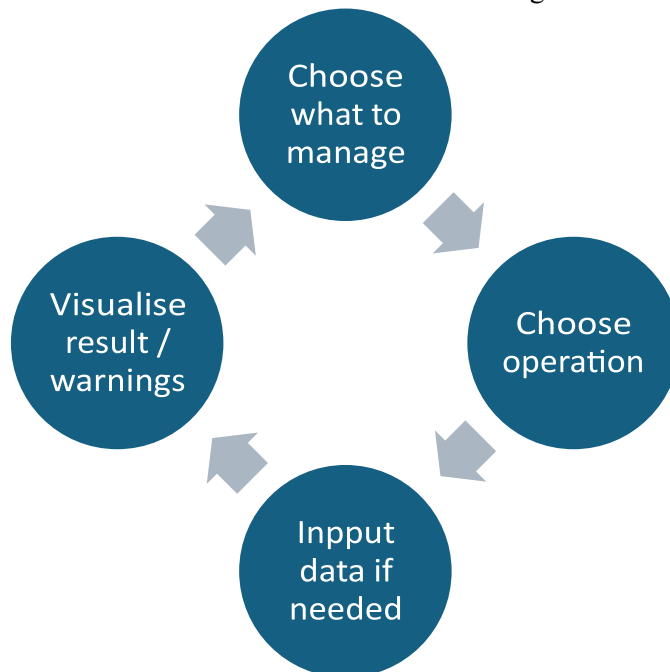 Choose
what to
manage
Choose
operation
Inpput
data if
needed
Visualise
result /
warnings